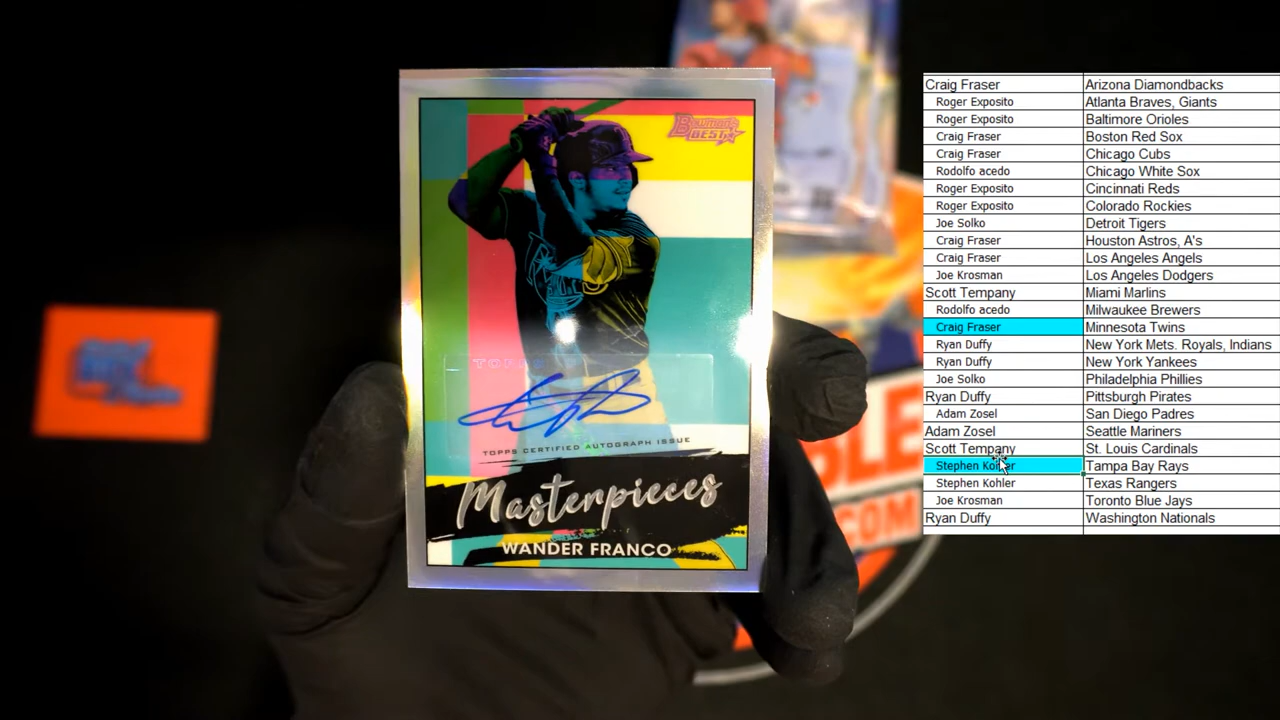 BOWMAN'S
BEST
TOPPS
TOPPS CERTIFIED AUTOGRAPH ISSUE
Masterpieces
WANDER FRANCO
BLE
.COM
Craig Fraser Arizona Diamondbacks
Roger Exposito Atlanta Braves, Giants
Roger Exposito Baltimore Orioles
Craig Fraser Boston Red Sox
Craig Fraser Chicago Cubs
Rodolfo acedo Chicago White Sox
Roger Exposito Cincinnati Reds
Roger Exposito Colorado Rockies
Joe Solko Detroit Tigers
Craig Fraser Houston Astros, A's
Craig Fraser Los Angeles Angels
Joe Krosman Los Angeles Dodgers
Scott Tempany Miami Marlins
Rodolfo acedo Milwaukee Brewers
Craig Fraser Minnesota Twins
Ryan Duffy New York Mets. Royals, Indians
Ryan Duffy New York Yankees
Joe Solko Philadelphia Phillies
Ryan Duffy Pittsburgh Pirates
Adam Zosel San Diego Padres
Adam Zosel Seattle Mariners
Scott Tempany St. Louis Cardinals
Stephen Kohler Tampa Bay Rays
Stephen Kohler Texas Rangers
Joe Krosman Toronto Blue Jays
Ryan Duffy Washington Nationals